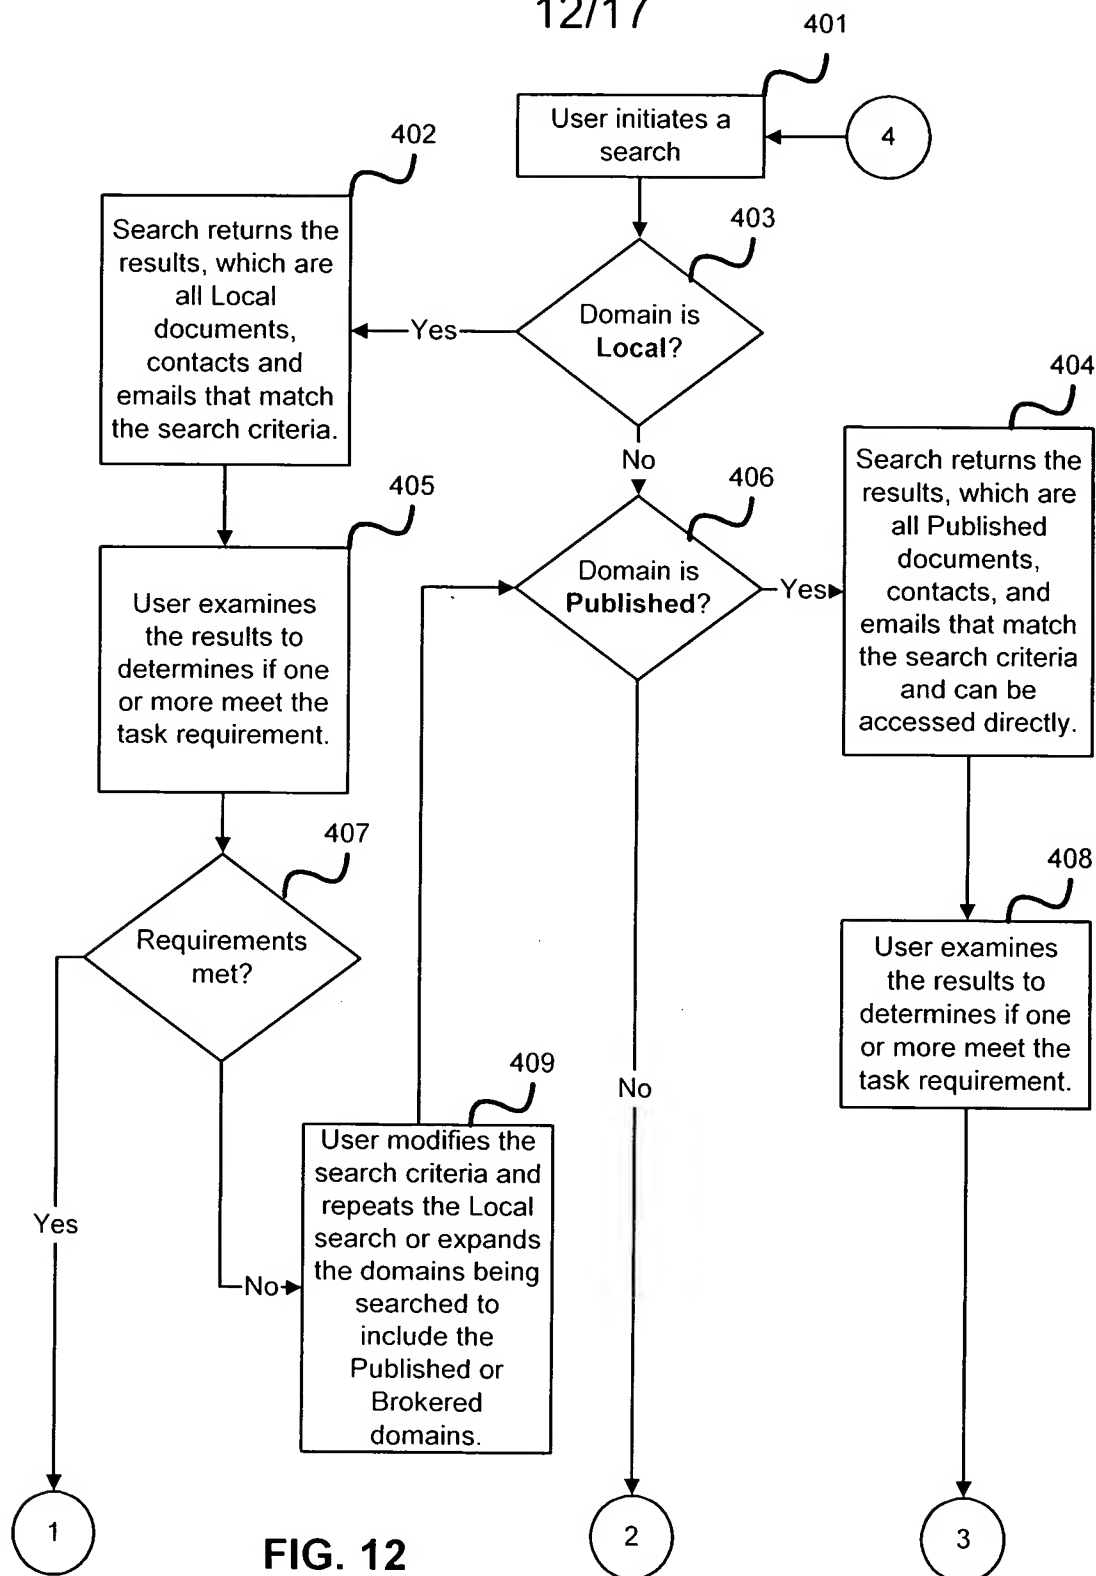 12/17
401
User initiates a
search
4
402
Search returns the
results, which are
all Local
documents,
contacts and
emails that match
the search criteria.
403
Domain is
Local?
Yes
No
404
Search returns the
results, which are
all Published
documents,
contacts, and
emails that match
the search criteria
and can be
accessed directly.
405
User examines
the results to
determines if one
or more meet the
task requirement.
406
Domain is
Published?
Yes
No
407
Requirements
met?
Yes
No
408
User examines
the results to
determines if one
or more meet the
task requirement.
409
User modifies the
search criteria and
repeats the Local
search or expands
the domains being
searched to
include the
Published or
Brokered
domains.
1
2
3
FIG. 12